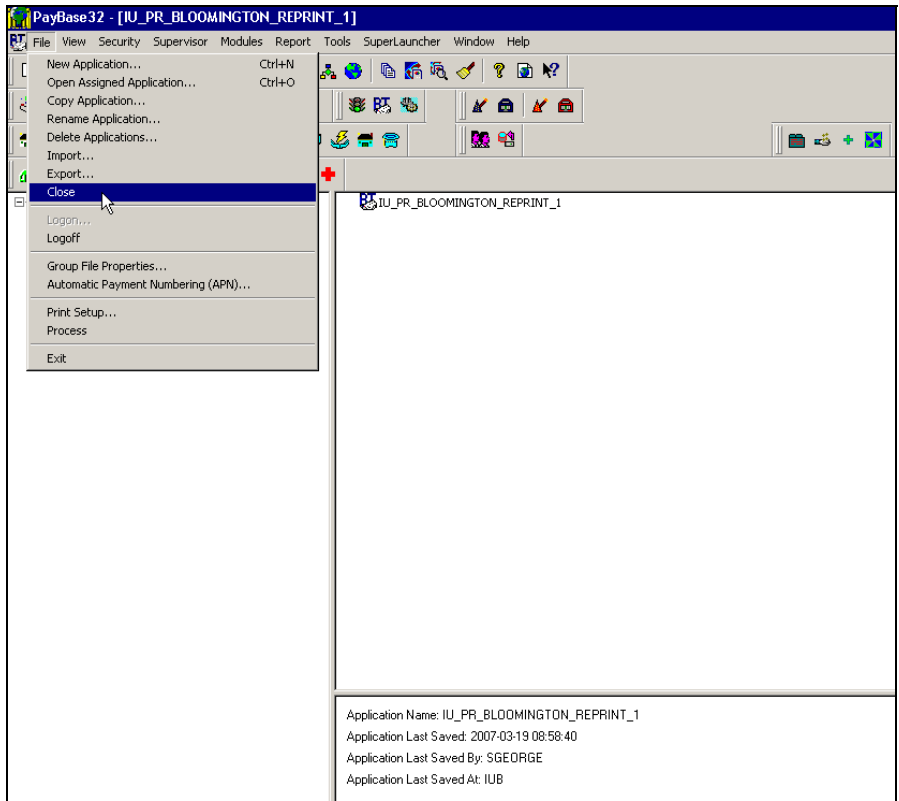 PayBase32 - [IU_PR_BLOOMINGTON_REPRINT_1]
File View Security Supervisor Modules Report Tools SuperLauncher Window Help
New Application... Ctrl+N
Open Assigned Application... Ctrl+O
Copy Application...
Rename Application...
Delete Applications...
Import...
Export...
Close
Logon...
Logoff
Group File Properties...
Automatic Payment Numbering (APN)...
Print Setup...
Process
Exit
IU_PR_BLOOMINGTON_REPRINT_1
Application Name: IU_PR_BLOOMINGTON_REPRINT_1
Application Last Saved: 2007-03-19 08:58:40
Application Last Saved By: SGEORGE
Application Last Saved At: IUB